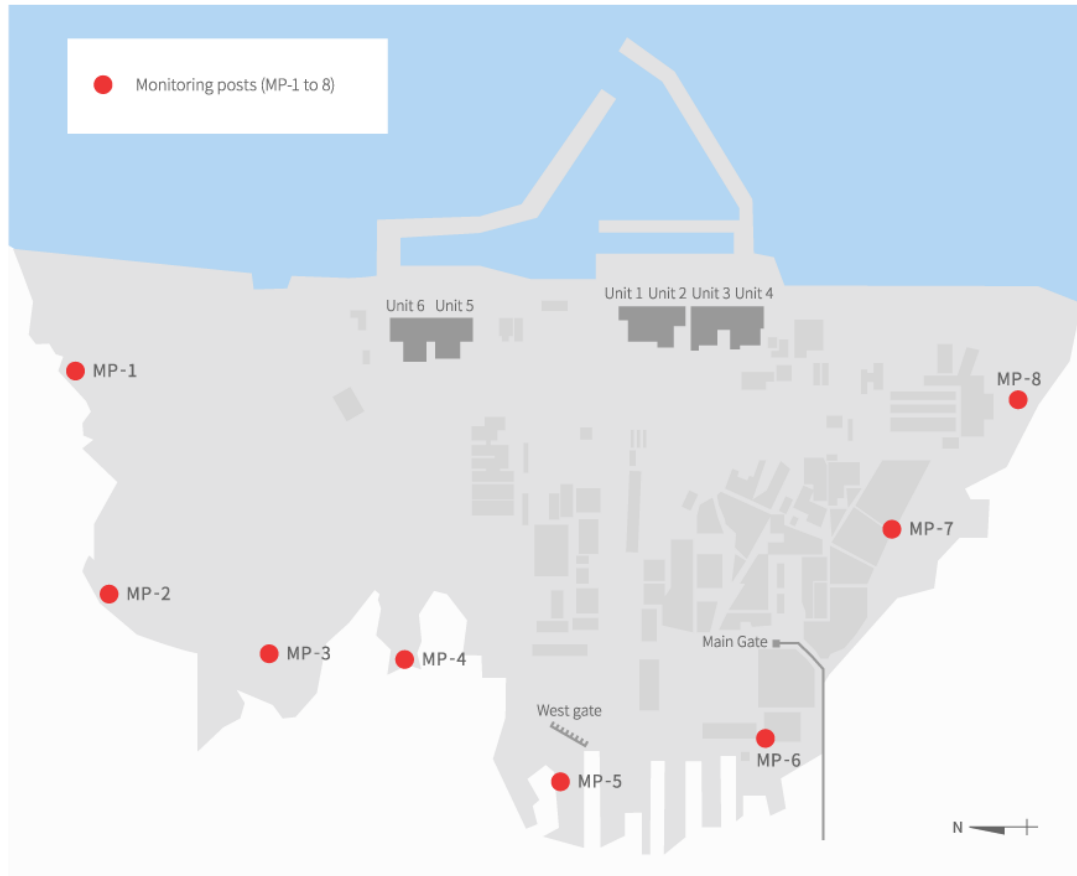 Monitoring posts (MP-1 to 8)
Unit 6 Unit 5
Unit 1 Unit 2 Unit 3 Unit 4
MP-1
MP-8
MP-7
MP-2
Main Gate
MP-3
MP-4
West gate
MP-6
MP-5
N